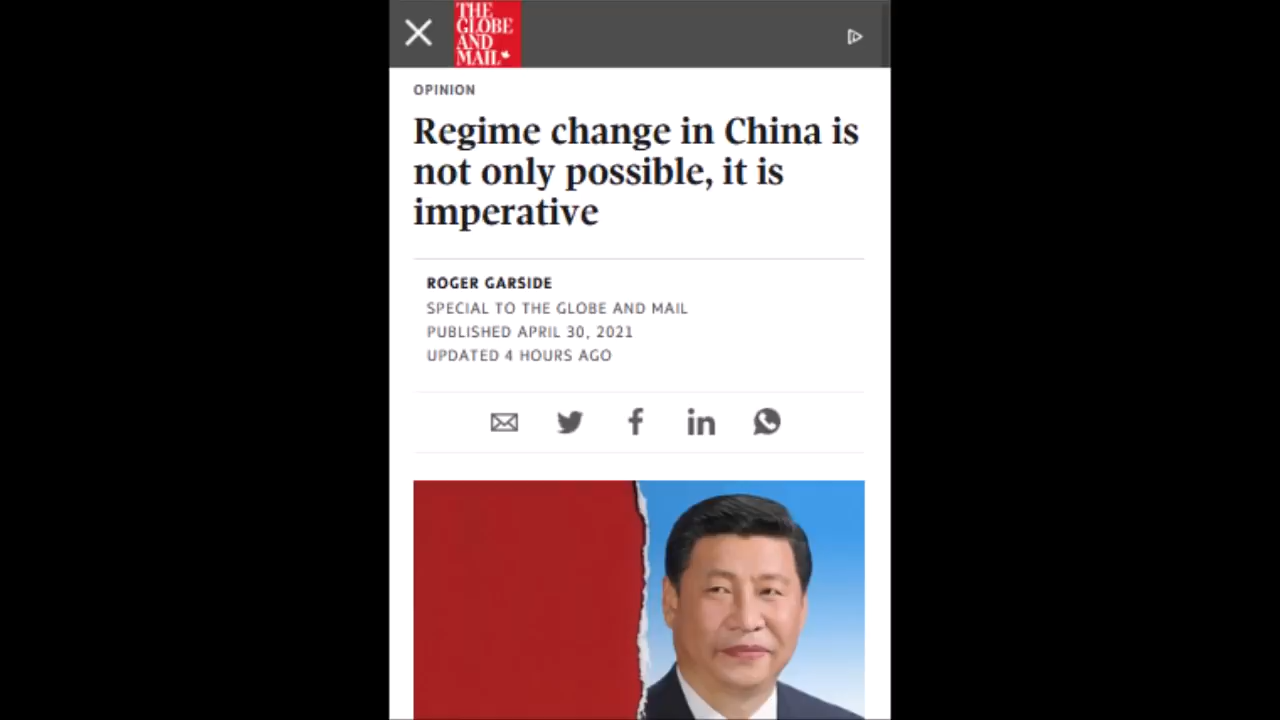 THE
GLOBE
AND
MAIL
OPINION
Regime change in China is
not only possible, it is
imperative
ROGER GARSIDE
SPECIAL TO THE GLOBE AND MAIL
PUBLISHED APRIL 30, 2021
UPDATED 4 HOURS AGO